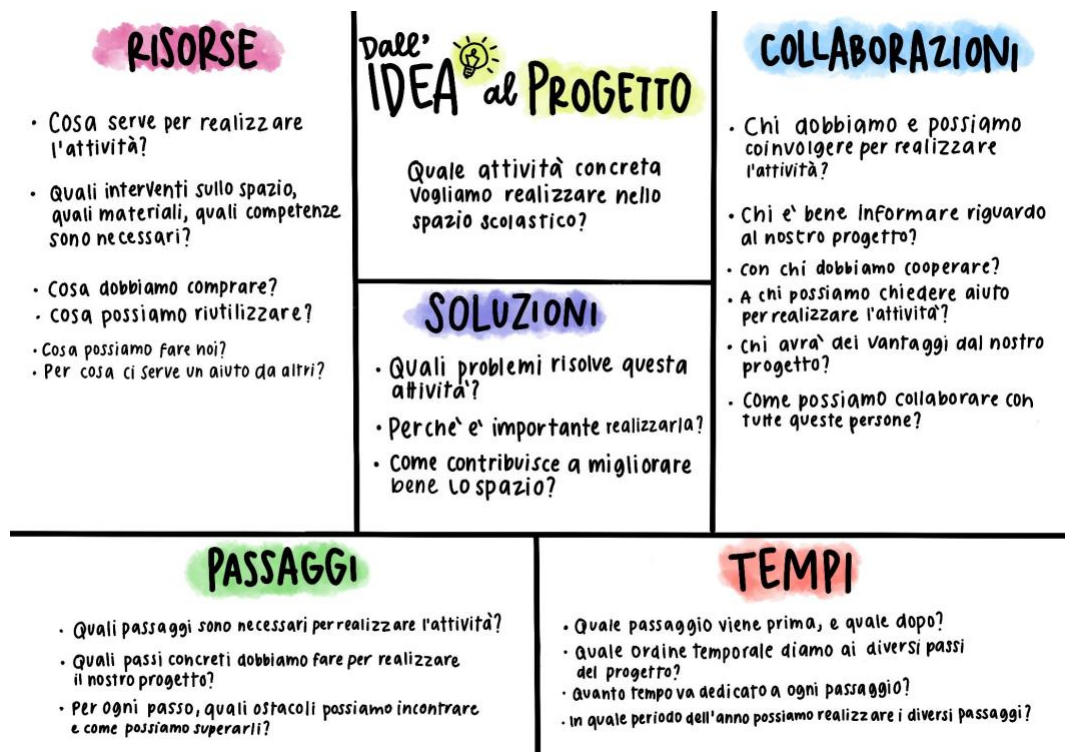 RISORSE
· Cosa serve per realizzare
l'attività?
· Quali interventi sullo spazio,
quali materiali, quali competenze
sono necessari?
· Cosa dobbiamo comprare?
· Cosa possiamo riutilizzare?
· Cosa possiamo fare noi?
· Per cosa ci serve un aiuto da altri?
Dall'
IDEA al PROGETTO
Quale attività concreta
vogliamo realizzare nello
spazio scolastico?
SOLUZIONI
· Quali problemi risolve questa
attività?
· Perchè è importante realizzarla?
· Come contribuisce a migliorare
bene lo spazio?
COLLABORAZIONI
· Chi dobbiamo e possiamo
coinvolgere per realizzare
l'attività?
· Chi è bene informare riguardo
al nostro progetto?
· Con chi dobbiamo cooperare?
· A chi possiamo chiedere aiuto
per realizzare l'attività?
· Chi avrà dei vantaggi dal nostro
progetto?
· Come possiamo collaborare con
tutte queste persone?
PASSAGGI
· Quali passaggi sono necessari per realizzare l'attività?
· Quali passi concreti dobbiamo fare per realizzare
il nostro progetto?
· Per ogni passo, quali ostacoli possiamo incontrare
e come possiamo superarli?
TEMPI
· Quale passaggio viene prima, e quale dopo?
· Quale ordine temporale diamo ai diversi passi
del progetto?
· Quanto tempo va dedicato a ogni passaggio?
· In quale periodo dell'anno possiamo realizzare i diversi passaggi?